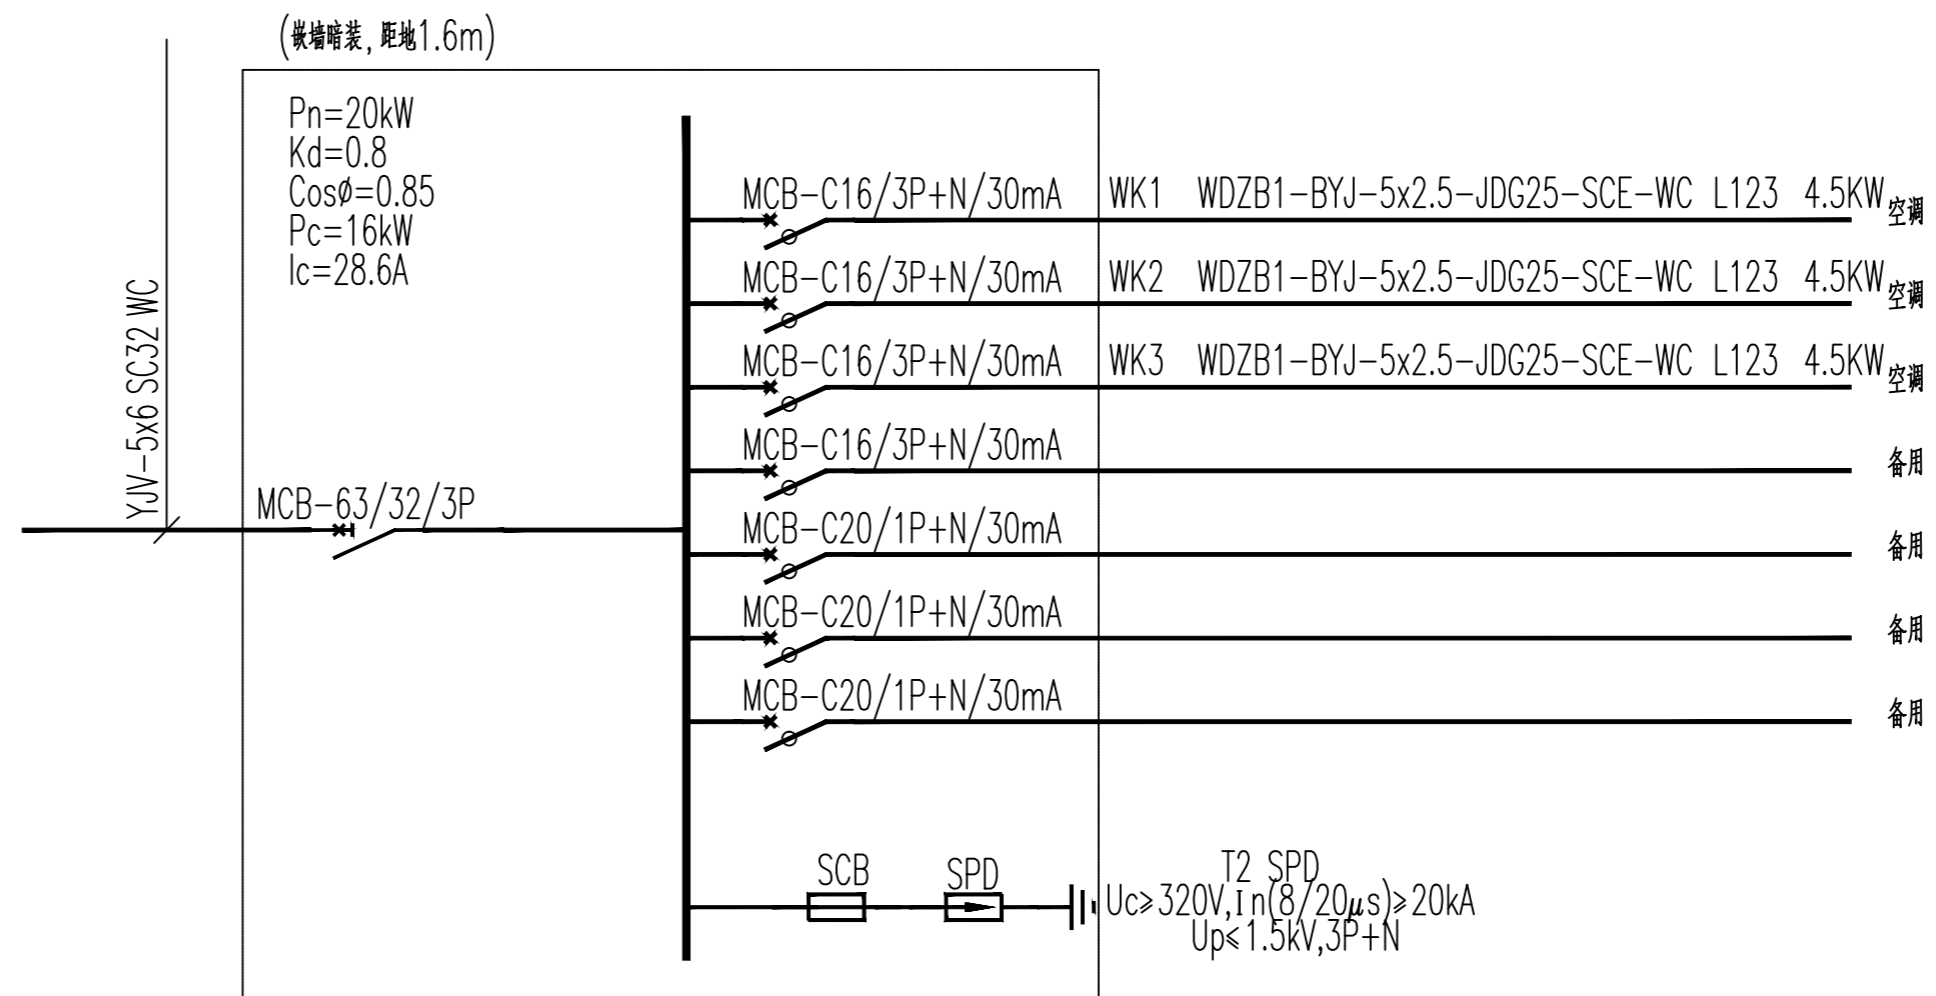 (嵌墙暗装,距地1.6m)
Pn=20kW
Kd=0.8
Cosø=0.85
Pc=16kW
Ic=28.6A
YJV-5x6 SC32 WC
MCB-63/32/3P
MCB-C16/3P+N/30mA WK1 WDZB1-BYJ-5x2.5-JDG25-SCE-WC L123 4.5KW 空调
MCB-C16/3P+N/30mA WK2 WDZB1-BYJ-5x2.5-JDG25-SCE-WC L123 4.5KW 空调
MCB-C16/3P+N/30mA WK3 WDZB1-BYJ-5x2.5-JDG25-SCE-WC L123 4.5KW 空调
MCB-C16/3P+N/30mA 备用
MCB-C20/1P+N/30mA 备用
MCB-C20/1P+N/30mA 备用
MCB-C20/1P+N/30mA 备用
SCB SPD T2 SPD
Uc≥320V,In(8/20μs)≥20kA
Up≤1.5kV,3P+N